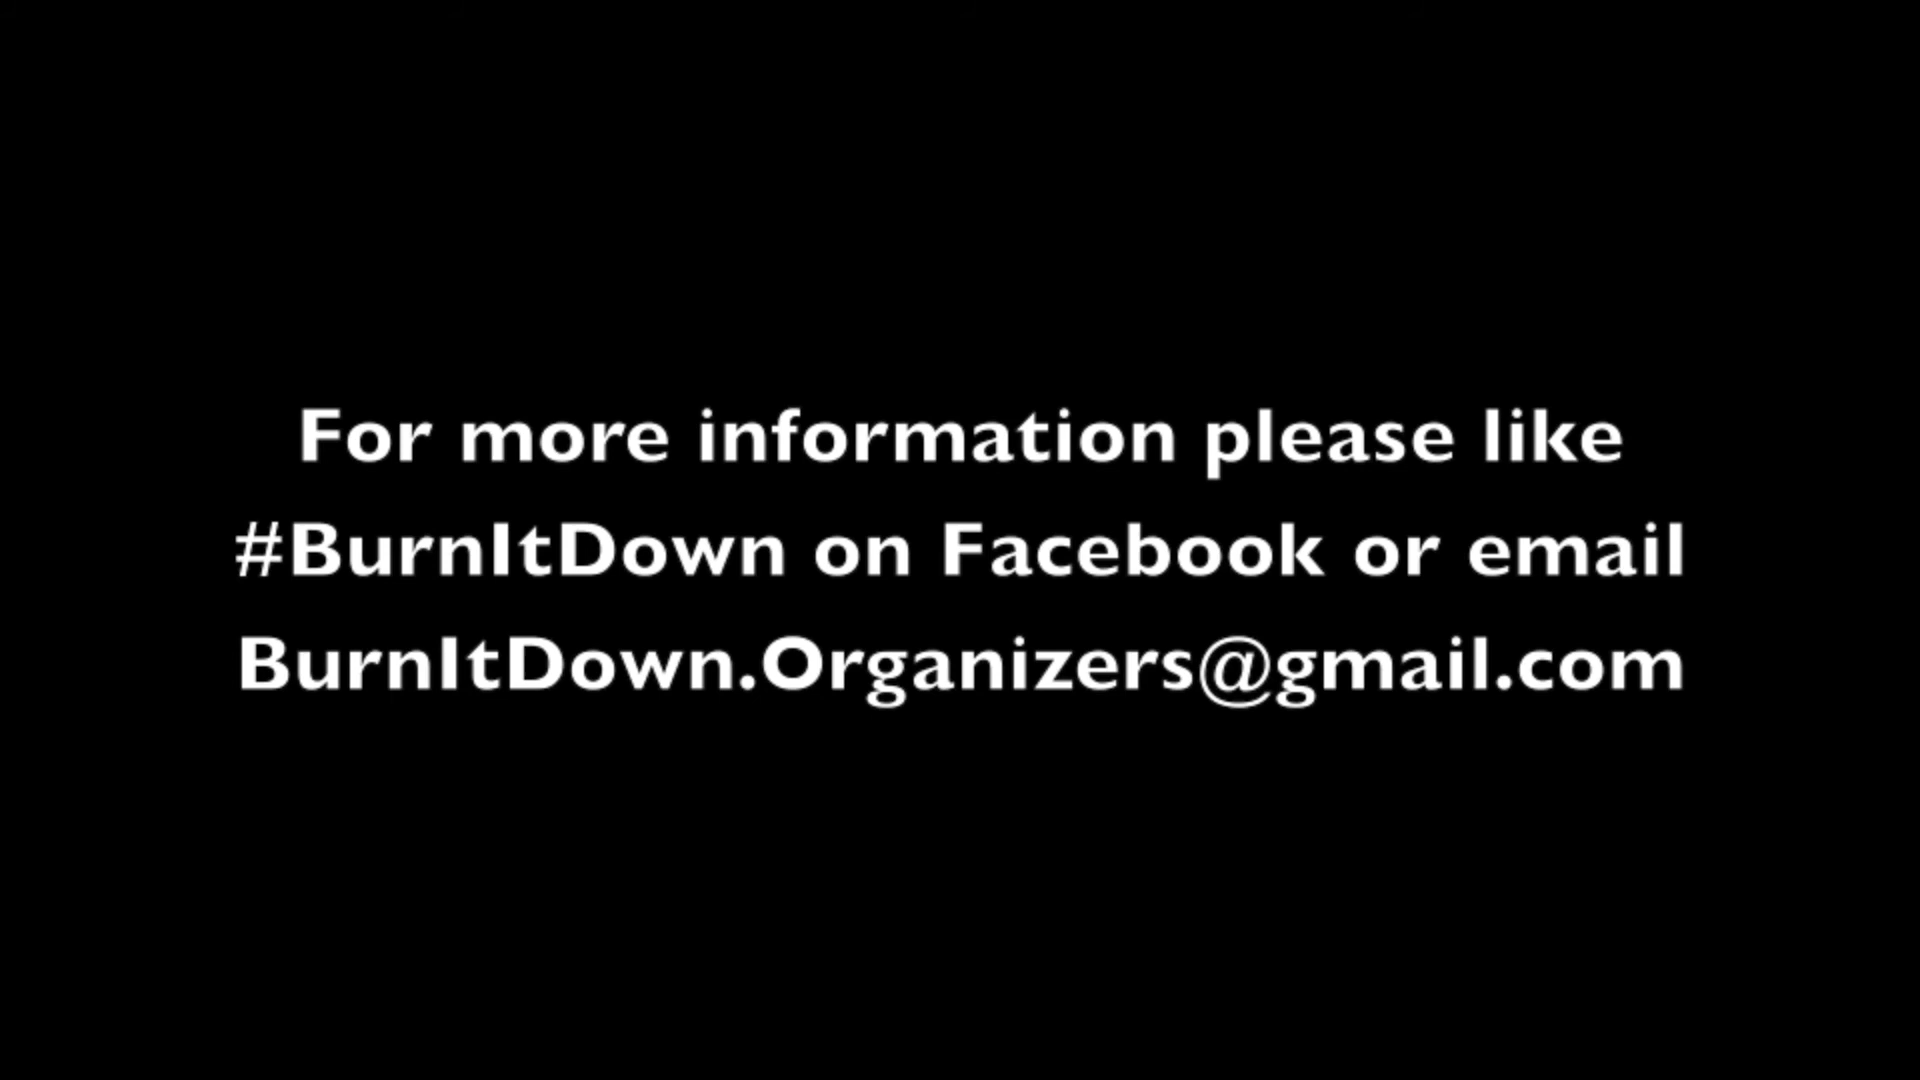 For more information please like
#BurnItDown on Facebook or email
BurnItDown.Organizers@gmail.com